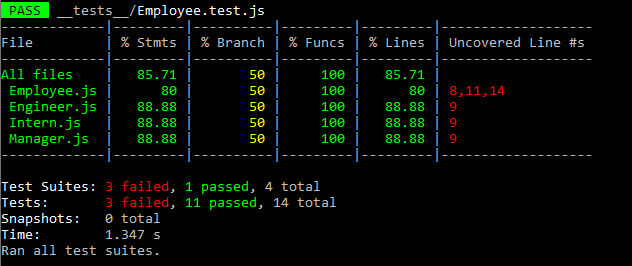 PASS __tests__/Employee.test.js
-------------|---------|----------|---------|---------|-------------------
File         | % Stmts | % Branch | % Funcs | % Lines | Uncovered Line #s
-------------|---------|----------|---------|---------|-------------------
All files    |   85.71 |       50 |     100 |   85.71 |
 Employee.js |      80 |       50 |     100 |      80 | 8,11,14
 Engineer.js |   88.88 |       50 |     100 |   88.88 | 9
 Intern.js   |   88.88 |       50 |     100 |   88.88 | 9
 Manager.js  |   88.88 |       50 |     100 |   88.88 | 9
-------------|---------|----------|---------|---------|-------------------
Test Suites: 3 failed, 1 passed, 4 total
Tests:       3 failed, 11 passed, 14 total
Snapshots:   0 total
Time:        1.347 s
Ran all test suites.